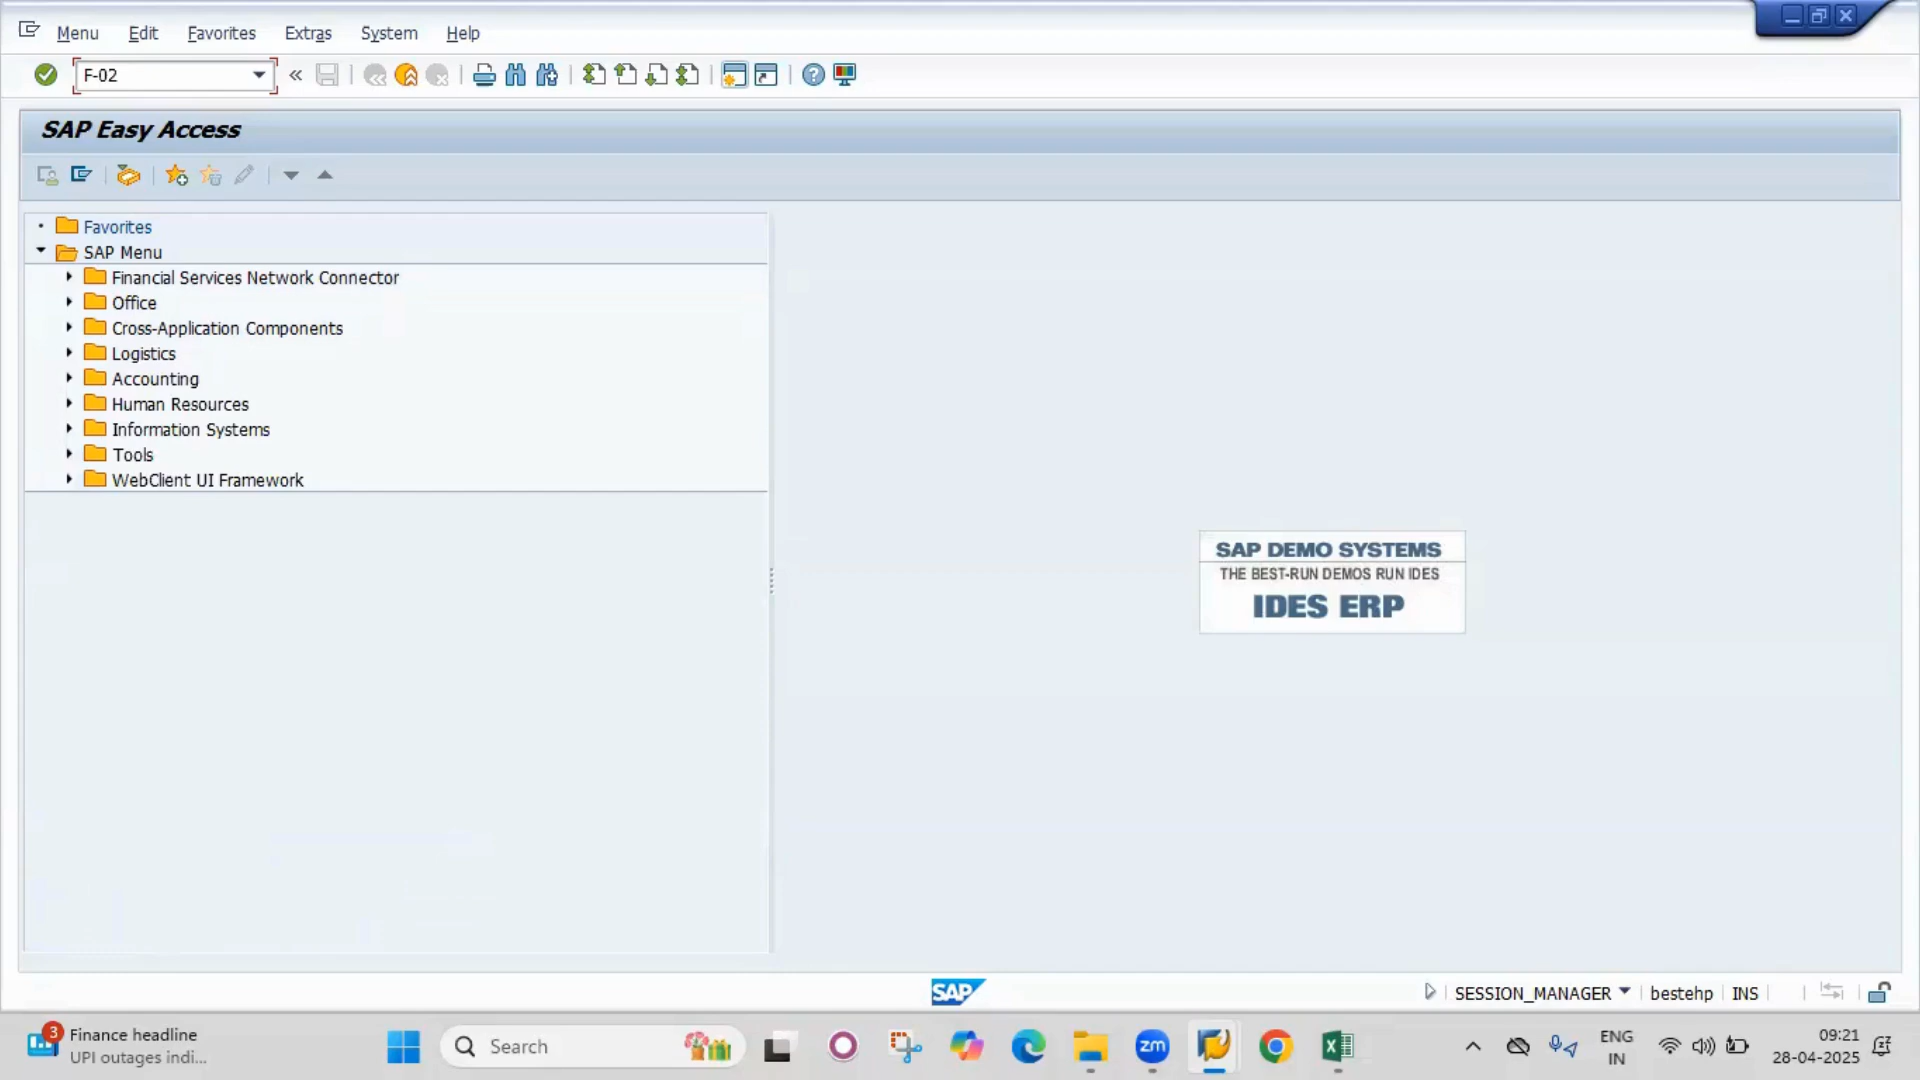 Menu Edit Favorites Extras System Help
F-02
SAP Easy Access
Favorites
SAP Menu
Financial Services Network Connector
Office
Cross-Application Components
Logistics
Accounting
Human Resources
Information Systems
Tools
WebClient UI Framework
SAP DEMO SYSTEMS
THE BEST-RUN DEMOS RUN IDES
IDES ERP
SAP
SESSION_MANAGER bestehp INS
3
Finance headline
UPI outages indi...
Search
zm
ENG
IN
09:21
28-04-2025